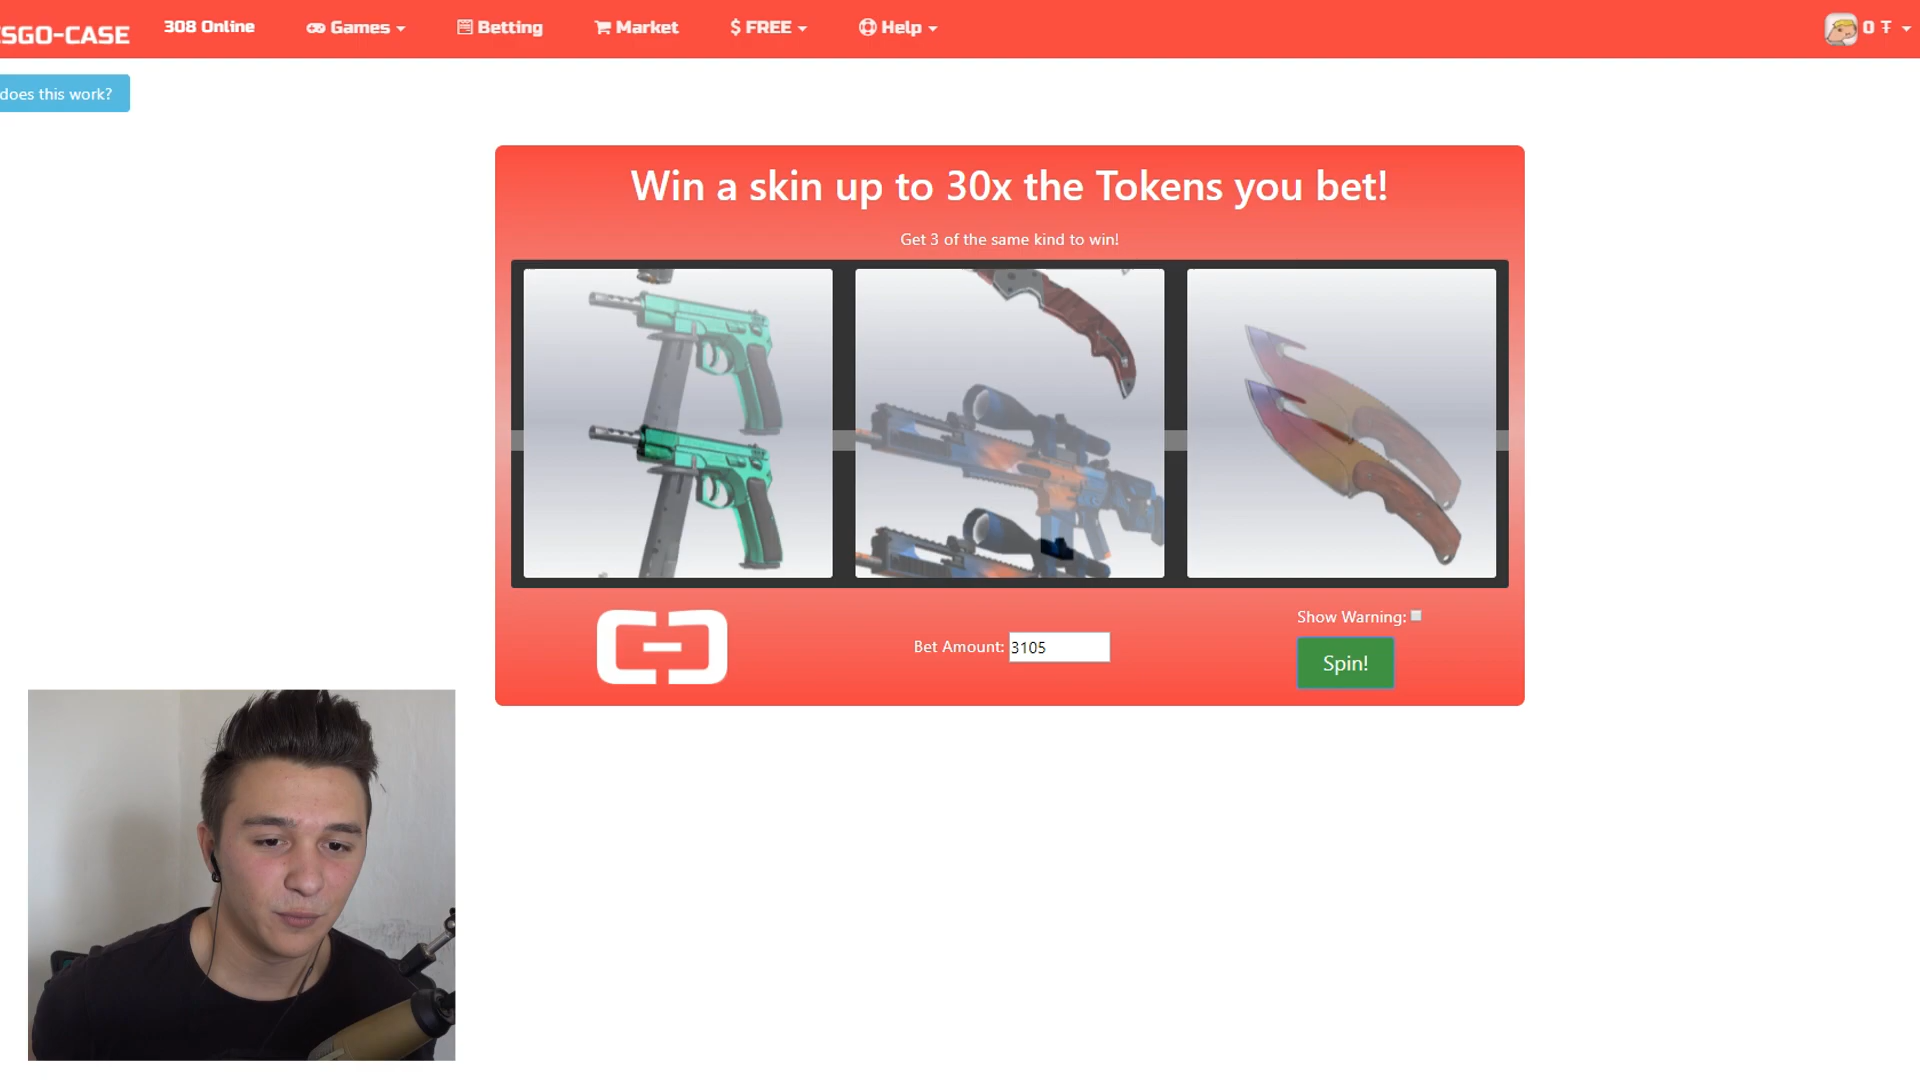 SGO-CASE
308 Online
Games
Betting
Market
$ FREE
Help
0 Ŧ
does this work?
Win a skin up to 30x the Tokens you bet!
Get 3 of the same kind to win!
Bet Amount: 3105
Show Warning:
Spin!